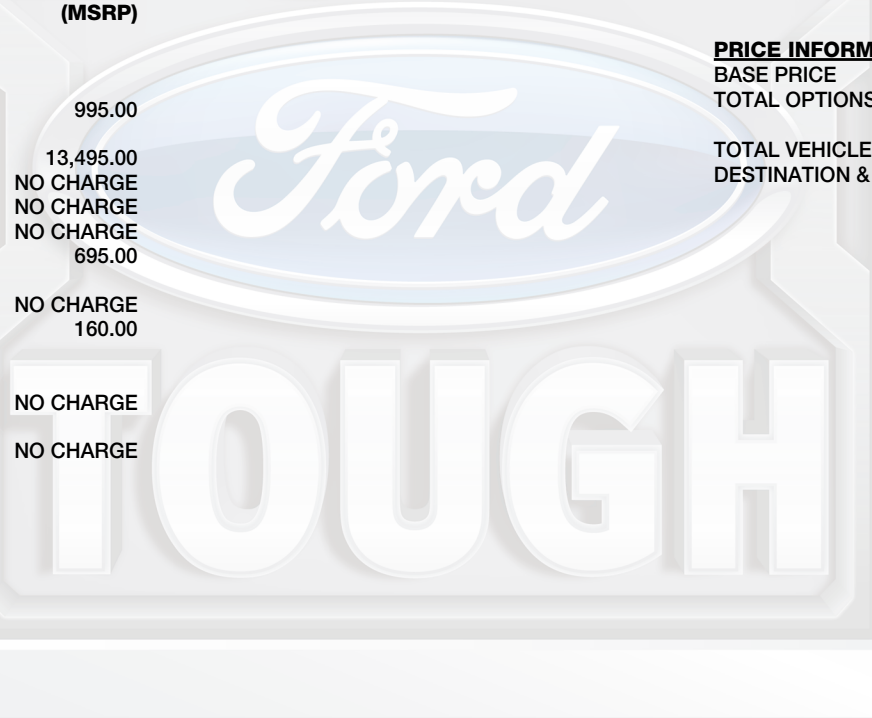 (MSRP)
995.00
13,495.00
NO CHARGE
NO CHARGE
NO CHARGE
695.00
NO CHARGE
160.00
NO CHARGE
NO CHARGE
PRICE INFORM
BASE PRICE
TOTAL OPTIONS
TOTAL VEHICLE
DESTINATION &
Ford
TOUGH